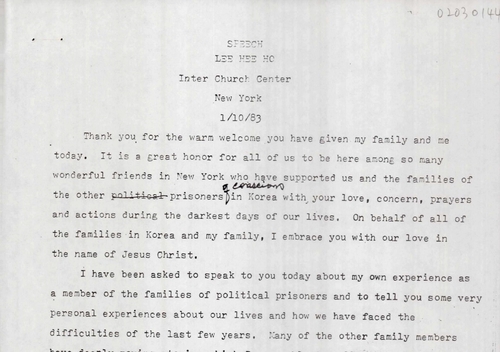 02030144
SPEECH
LEE HEE HO
Inter Church Center
New York
1/10/83
Thank you for the warm welcome you have given my family and me
today. It is a great honor for all of us to be here among so many
wonderful friends in New York who have supported us and the families of
of conscience
the other political prisoners in Korea with your love, concern, prayers
and actions during the darkest days of our lives. On behalf of all of
the families in Korea and my family, I embrace you with our love in
the name of Jesus Christ.
I have been asked to speak to you today about my own experience as
a member of the families of political prisoners and to tell you some very
personal experiences about our lives and how we have faced the
difficulties of the last few years. Many of the other family members
have deeply